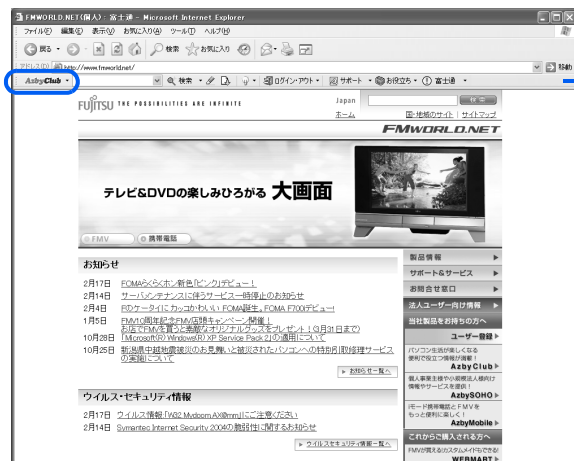 FMWORLD.NET(個人) : 富士通 - Microsoft Internet Explorer
ファイル(F) 編集(E) 表示(V) お気に入り(A) ツール(T) ヘルプ(H)
戻る 検索 お気に入り
アドレス(D) http://www.fmworld.net/ 移動
AzbyClub 検索 ログイン・アウト サポート お役立ち 富士通
FUJITSU THE POSSIBILITIES ARE INFINITE
Japan 検索
ホーム 国・地域のサイト | サイトマップ
FMWORLD.NET
テレビ&DVDの楽しみひろがる 大画面
FMV 携帯電話
お知らせ
2月17日 FOMAらくらくホン新色「ピンク」デビュー!
2月14日 サーバメンテナンスに伴うサービス一時停止のお知らせ
2月4日 Fのケータイに カッコかわいい FOMA誕生。FOMA F700iデビュー!
1月5日 FMV10周年記念FMV店頭キャンペーン開催!
お店でFMVを買うと素敵なオリジナルグッズをプレゼント!(3月31日まで)
10月28日 「Microsoft(R) Windows(R) XP Service Pack 2」の適用について
10月25日 新潟県中越地震被災のお見舞いと被災されたパソコンへの特別引取修理サービス
の実施について
お知らせ一覧へ
ウイルス・セキュリティ情報
2月17日 ウイルス情報「W32.Mydoom.AX@mm」にご注意ください
2月14日 Symantec Internet Security 2004の脆弱性に関するお知らせ
ウイルスセキュリティ情報一覧へ
製品情報
サポート&サービス
お問合せ窓口
法人ユーザー向け情報
当社製品をお持ちの方へ
ユーザー登録
パソコン生活が楽しくなる
便利で役立つ情報が満載!
AzbyClub
個人事業主様や小規模法人様向け
情報やサービスを提供!
AzbySOHO
iモード携帯電話とFMVを
もっと便利に楽しく!
AzbyMobile
これからご購入される方へ
FMVが買える!カスタムメイドもできる!
WEBMART